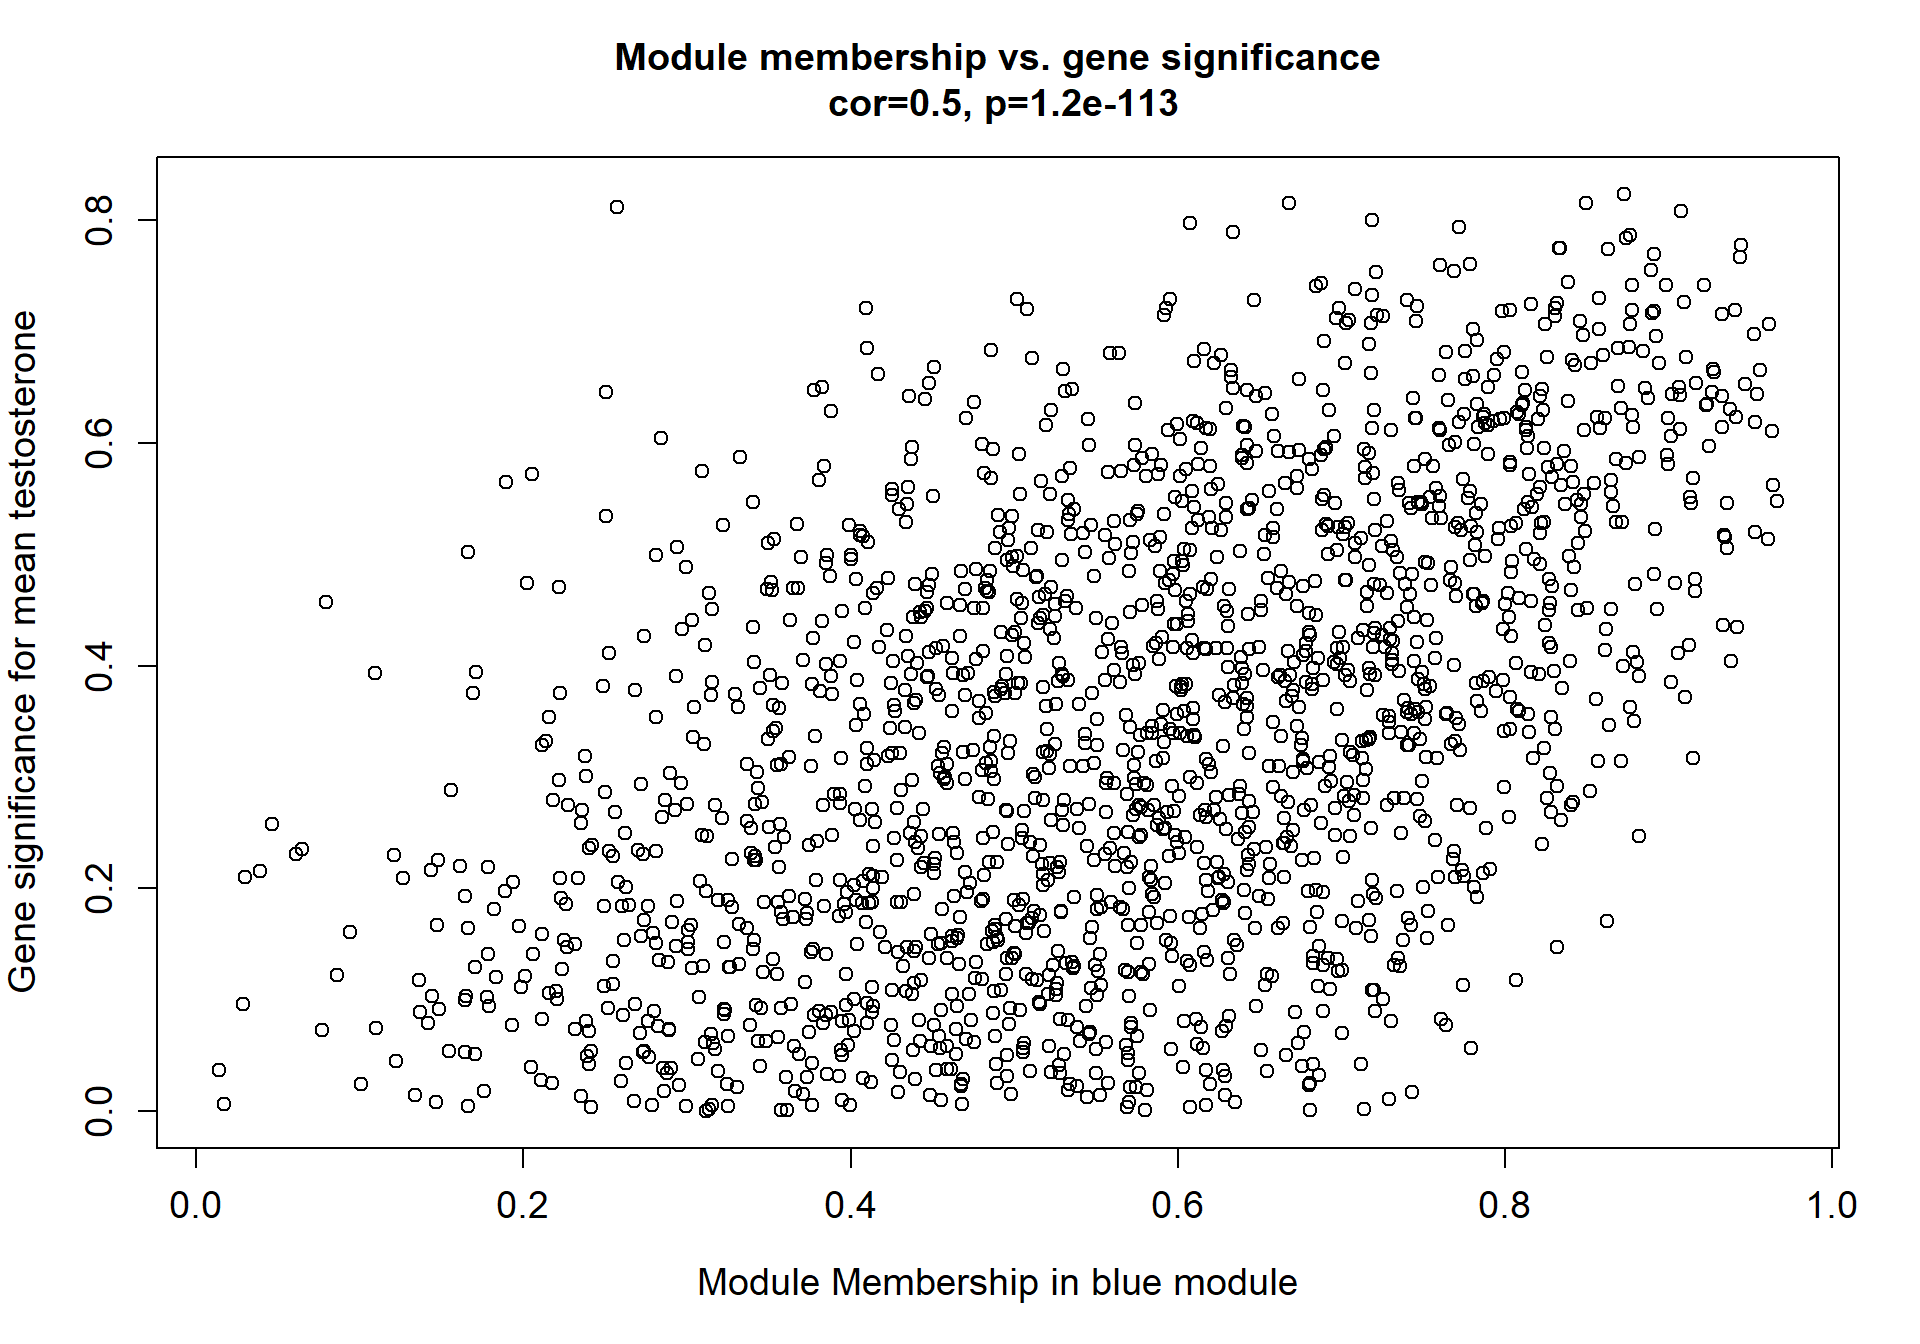 Module membership vs. gene significance
cor=0.5, p=1.2e-113
Gene significance for mean testosterone
0.8
0.6
0.4
0.2
0.0
0.0 0.2 0.4 0.6 0.8 1.0
Module Membership in blue module